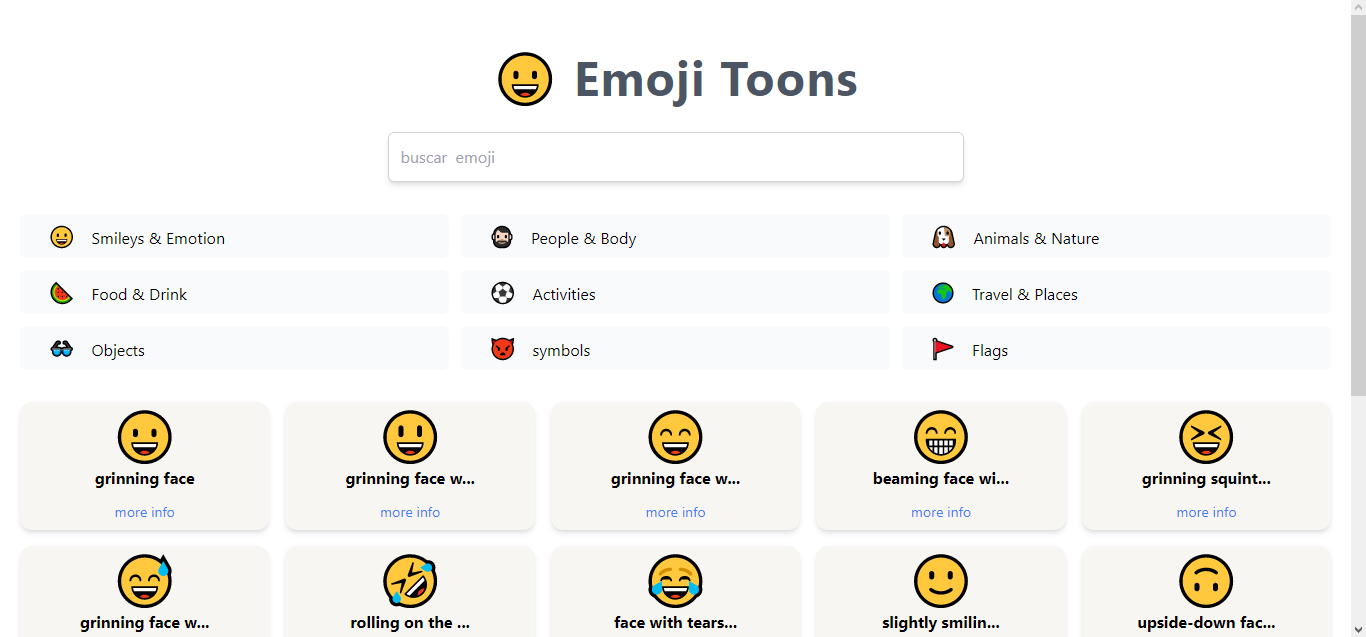 Emoji Toons
buscar emoji
Smileys & Emotion
People & Body
Animals & Nature
Food & Drink
Activities
Travel & Places
Objects
symbols
Flags
grinning face
grinning face w...
grinning face w...
beaming face wi...
grinning squint...
more info
more info
more info
more info
more info
grinning face w...
rolling on the ...
face with tears...
slightly smilin...
upside-down fac...